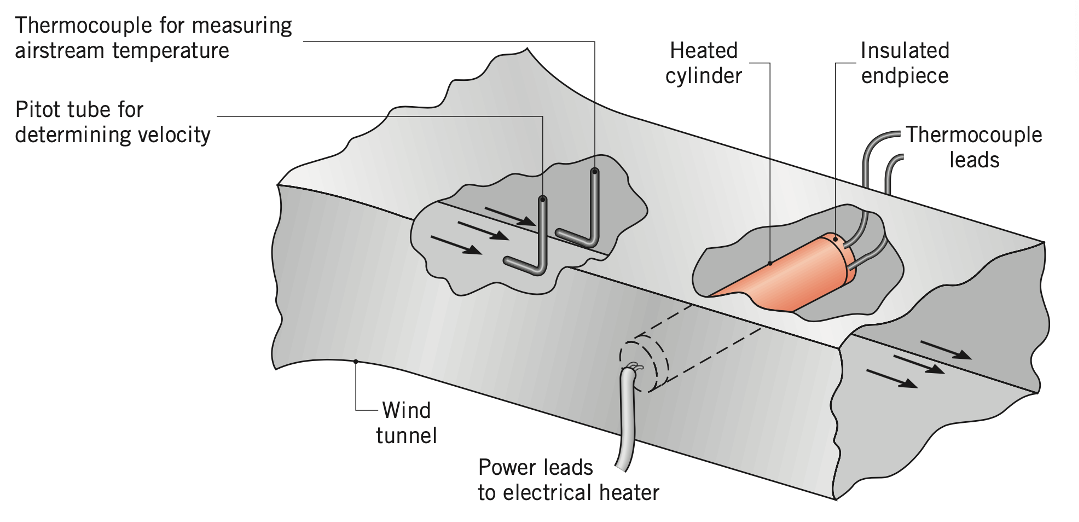 Thermocouple for measuring
airstream temperature
Pitot tube for
determining velocity
Heated
cylinder
Insulated
endpiece
Thermocouple
leads
Wind
tunnel
Power leads
to electrical heater